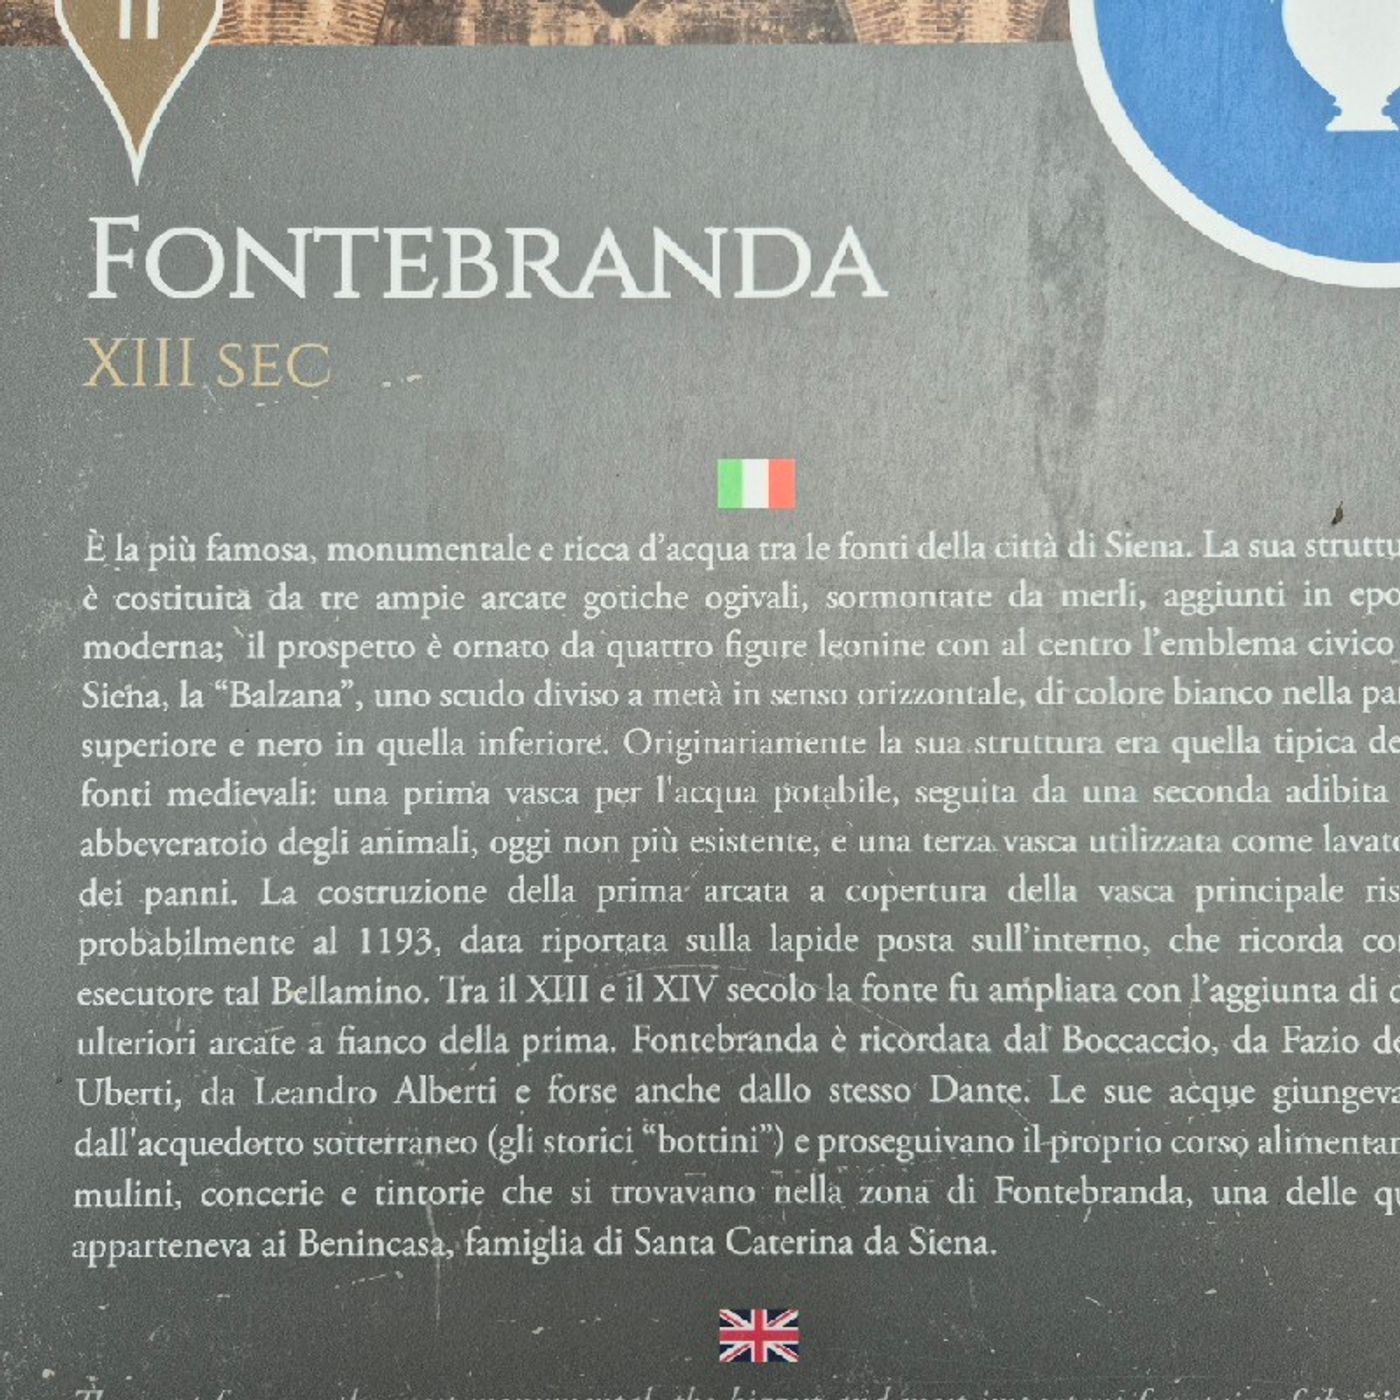 II
FONTEBRANDA
XIII SEC
È la più famosa, monumentale e ricca d'acqua tra le fonti della città di Siena. La sua struttu
è costituita da tre ampie arcate gotiche ogivali, sormontate da merli, aggiunti in epo
moderna; il prospetto è ornato da quattro figure leonine con al centro l'emblema civico
Siena, la “Balzana”, uno scudo diviso a metà in senso orizzontale, di colore bianco nella pa
superiore e nero in quella inferiore. Originariamente la sua struttura era quella tipica de
fonti medievali: una prima vasca per l'acqua potabile, seguita da una seconda adibita
abbeveratoio degli animali, oggi non più esistente, e una terza vasca utilizzata come lavato
dei panni. La costruzione della prima arcata a copertura della vasca principale ris
probabilmente al 1193, data riportata sulla lapide posta sull'interno, che ricorda co
esecutore tal Bellamino. Tra il XIII e il XIV secolo la fonte fu ampliata con l'aggiunta di
ulteriori arcate a fianco della prima. Fontebranda è ricordata dal Boccaccio, da Fazio de
Uberti, da Leandro Alberti e forse anche dallo stesso Dante. Le sue acque giungeva
dall'acquedotto sotterraneo (gli storici “bottini”) e proseguivano il proprio corso alimentan
mulini, concerie e tintorie che si trovavano nella zona di Fontebranda, una delle qu
apparteneva ai Benincasa, famiglia di Santa Caterina da Siena.